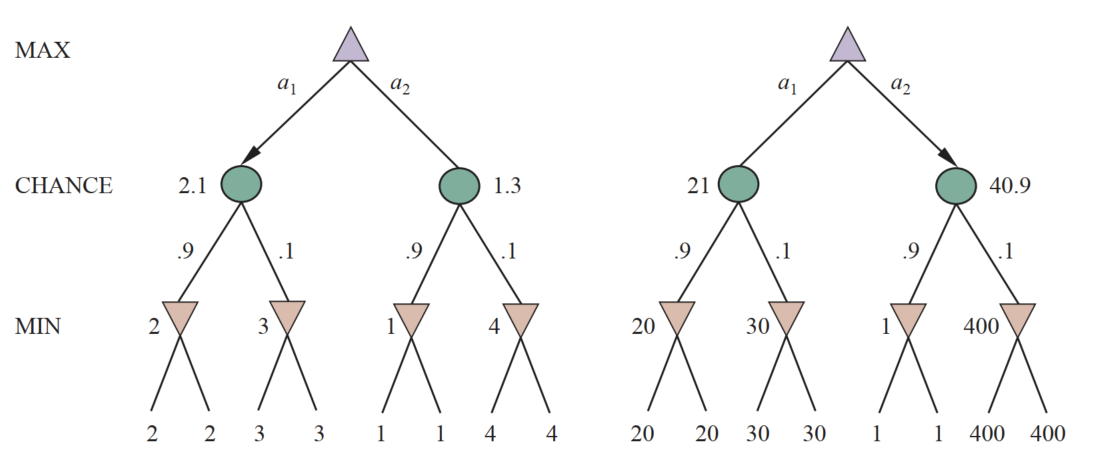 MAX
a1 a2 a1 a2
CHANCE 2.1 1.3 21 40.9
.9 .1 .9 .1 .9 .1 .9 .1
MIN 2 3 1 4 20 30 1 400
2 2 3 3 1 1 4 4 20 20 30 30 1 1 400 400